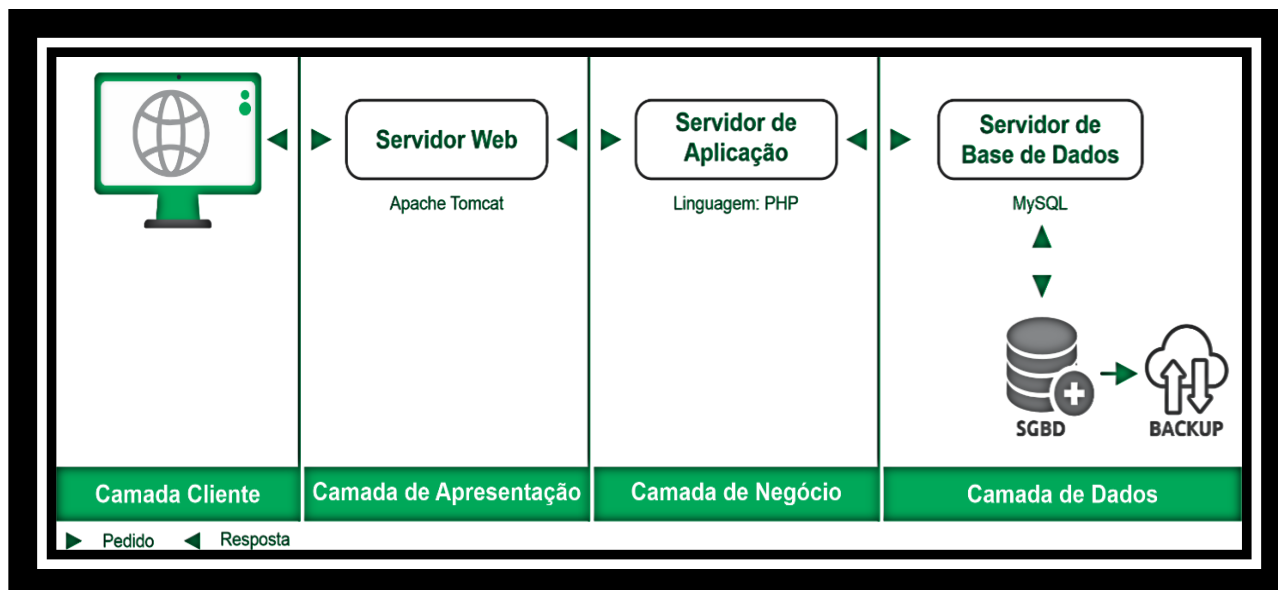 Servidor Web
Apache Tomcat
Servidor de
Aplicação
Linguagem: PHP
Servidor de
Base de Dados
MySQL
SGBD
BACKUP
Camada Cliente
Camada de Apresentação
Camada de Negócio
Camada de Dados
Pedido
Resposta